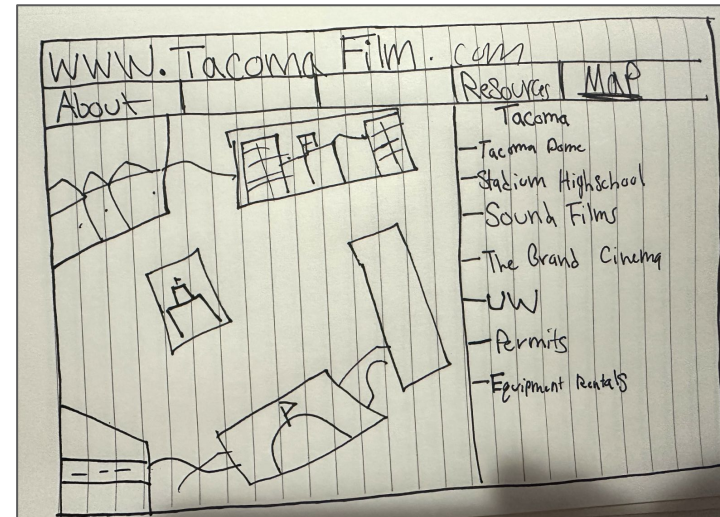 www.Tacoma Film.com
About
Resources
MAP
Tacoma
-Tacoma Dome
-Stadium Highschool
-Sound Films
-The Grand Cinema
-UW
-Permits
-Equipment Rentals